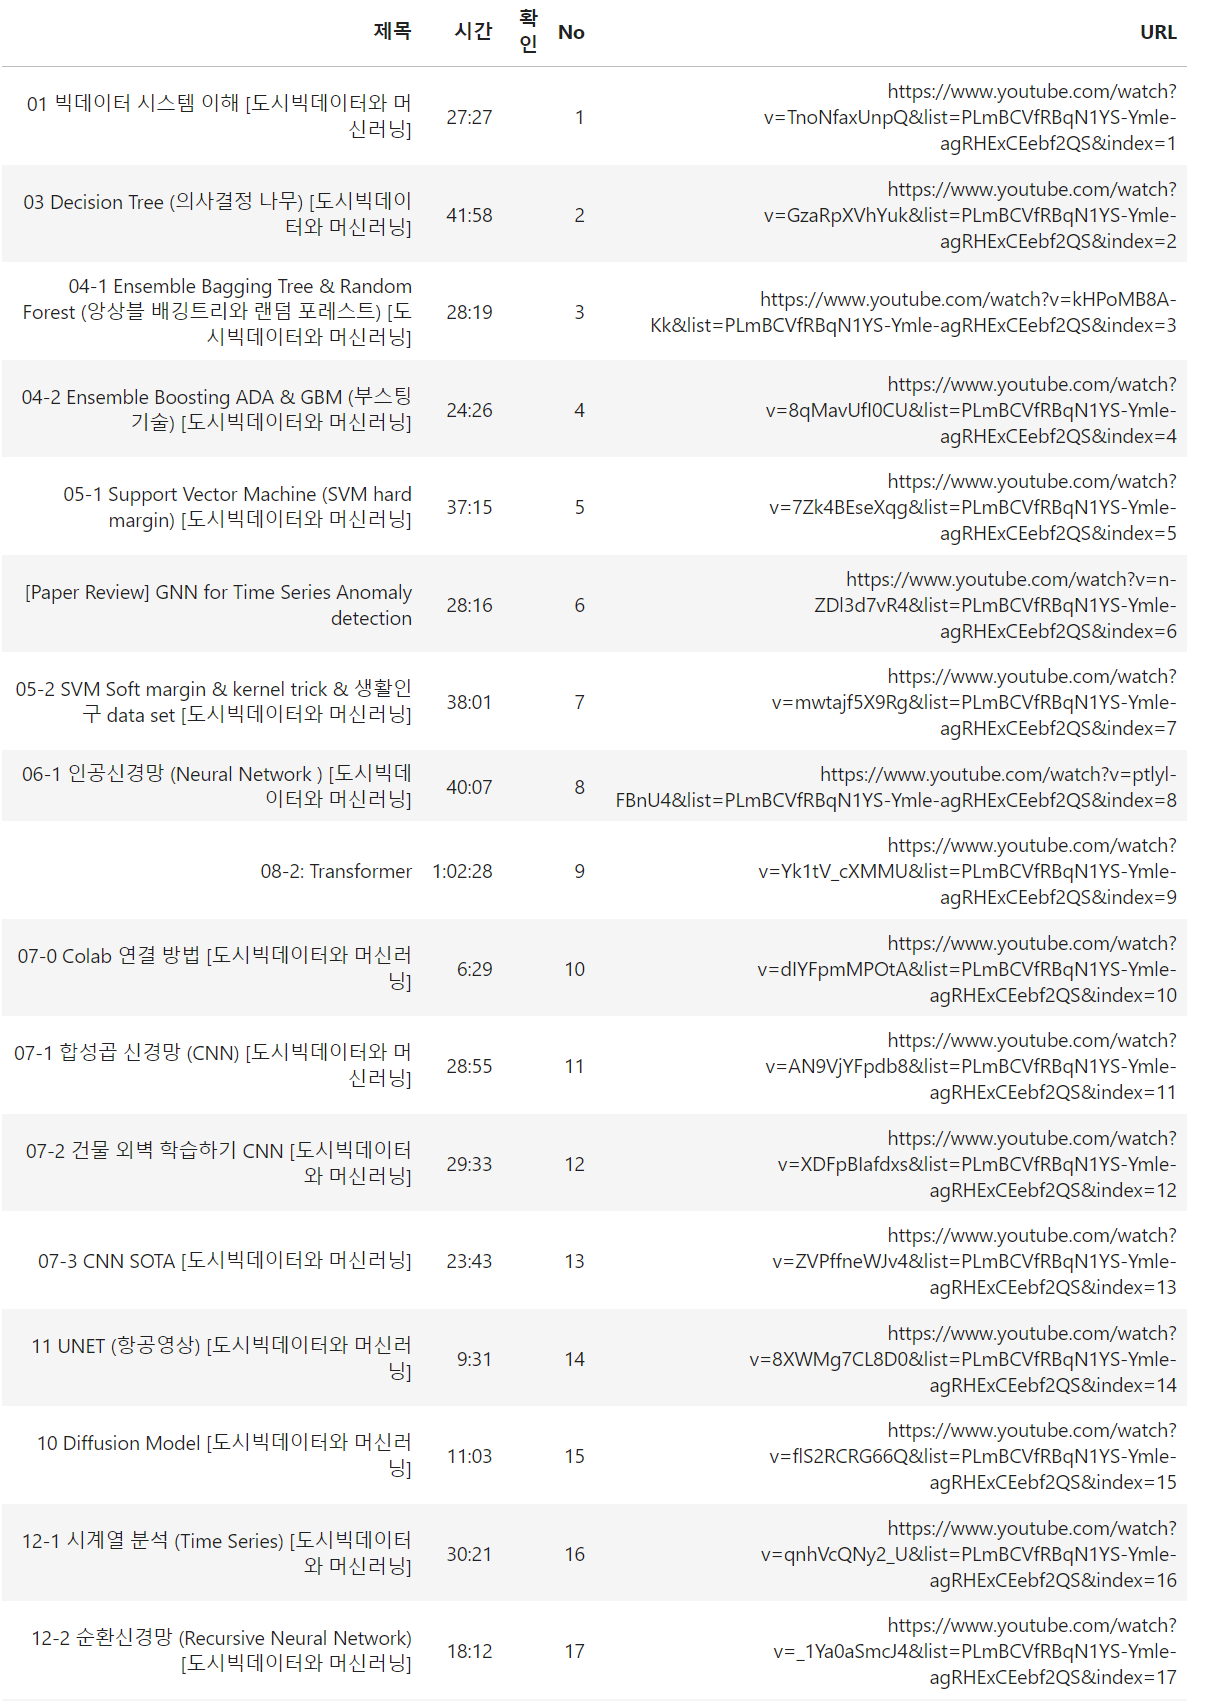 제목 시간 확인 No URL
01 빅데이터 시스템 이해 [도시빅데이터와 머
신러닝]
27:27
1
https://www.youtube.com/watch?
v=TnoNfaxUnpQ&list=PLmBCVfRBqN1YS-Ymle-
agRHExCEebf2QS&index=1
03 Decision Tree (의사결정 나무) [도시빅데이
터와 머신러닝]
41:58
2
https://www.youtube.com/watch?
v=GzaRpXVhYuk&list=PLmBCVfRBqN1YS-Ymle-
agRHExCEebf2QS&index=2
04-1 Ensemble Bagging Tree & Random
Forest (앙상블 배깅트리와 랜덤 포레스트) [도
시빅데이터와 머신러닝]
28:19
3
https://www.youtube.com/watch?v=kHPoMB8A-
Kk&list=PLmBCVfRBqN1YS-Ymle-agRHExCEebf2QS&index=3
04-2 Ensemble Boosting ADA & GBM (부스팅
기술) [도시빅데이터와 머신러닝]
24:26
4
https://www.youtube.com/watch?
v=8qMavUfI0CU&list=PLmBCVfRBqN1YS-Ymle-
agRHExCEebf2QS&index=4
05-1 Support Vector Machine (SVM hard
margin) [도시빅데이터와 머신러닝]
37:15
5
https://www.youtube.com/watch?
v=7Zk4BEseXqg&list=PLmBCVfRBqN1YS-Ymle-
agRHExCEebf2QS&index=5
[Paper Review] GNN for Time Series Anomaly
detection
28:16
6
https://www.youtube.com/watch?v=n-
ZDl3d7vR4&list=PLmBCVfRBqN1YS-Ymle-
agRHExCEebf2QS&index=6
05-2 SVM Soft margin & kernel trick & 생활인
구 data set [도시빅데이터와 머신러닝]
38:01
7
https://www.youtube.com/watch?
v=mwtajf5X9Rg&list=PLmBCVfRBqN1YS-Ymle-
agRHExCEebf2QS&index=7
06-1 인공신경망 (Neural Network ) [도시빅데
이터와 머신러닝]
40:07
8
https://www.youtube.com/watch?v=ptlyl-
FBnU4&list=PLmBCVfRBqN1YS-Ymle-agRHExCEebf2QS&index=8
08-2: Transformer
1:02:28
9
https://www.youtube.com/watch?
v=Yk1tV_cXMMU&list=PLmBCVfRBqN1YS-Ymle-
agRHExCEebf2QS&index=9
07-0 Colab 연결 방법 [도시빅데이터와 머신러
닝]
6:29
10
https://www.youtube.com/watch?
v=dIYFpmMPOtA&list=PLmBCVfRBqN1YS-Ymle-
agRHExCEebf2QS&index=10
07-1 합성곱 신경망 (CNN) [도시빅데이터와 머
신러닝]
28:55
11
https://www.youtube.com/watch?
v=AN9VjYFpdb8&list=PLmBCVfRBqN1YS-Ymle-
agRHExCEebf2QS&index=11
07-2 건물 외벽 학습하기 CNN [도시빅데이터
와 머신러닝]
29:33
12
https://www.youtube.com/watch?
v=XDFpBIafdxs&list=PLmBCVfRBqN1YS-Ymle-
agRHExCEebf2QS&index=12
07-3 CNN SOTA [도시빅데이터와 머신러닝]
23:43
13
https://www.youtube.com/watch?
v=ZVPffneWJv4&list=PLmBCVfRBqN1YS-Ymle-
agRHExCEebf2QS&index=13
11 UNET (항공영상) [도시빅데이터와 머신러
닝]
9:31
14
https://www.youtube.com/watch?
v=8XWMg7CL8D0&list=PLmBCVfRBqN1YS-Ymle-
agRHExCEebf2QS&index=14
10 Diffusion Model [도시빅데이터와 머신러
닝]
11:03
15
https://www.youtube.com/watch?
v=flS2RCRG66Q&list=PLmBCVfRBqN1YS-Ymle-
agRHExCEebf2QS&index=15
12-1 시계열 분석 (Time Series) [도시빅데이터
와 머신러닝]
30:21
16
https://www.youtube.com/watch?
v=qnhVcQNy2_U&list=PLmBCVfRBqN1YS-Ymle-
agRHExCEebf2QS&index=16
12-2 순환신경망 (Recursive Neural Network)
[도시빅데이터와 머신러닝]
18:12
17
https://www.youtube.com/watch?
v=_1Ya0aSmcJ4&list=PLmBCVfRBqN1YS-Ymle-
agRHExCEebf2QS&index=17